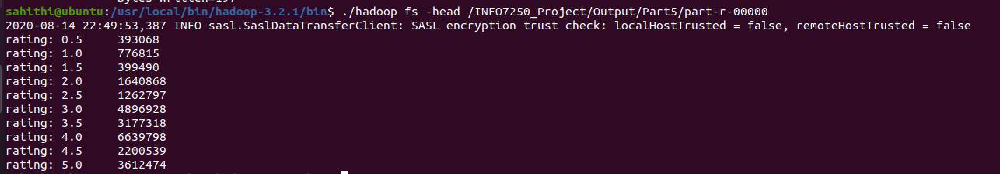 Bytes Written=197
sahithi@ubuntu:/usr/local/bin/hadoop-3.2.1/bin$ ./hadoop fs -head /INFO7250_Project/Output/Part5/part-r-00000
2020-08-14 22:49:53,387 INFO sasl.SaslDataTransferClient: SASL encryption trust check: localHostTrusted = false, remoteHostTrusted = false
rating: 0.5 393068
rating: 1.0 776815
rating: 1.5 399490
rating: 2.0 1640868
rating: 2.5 1262797
rating: 3.0 4896928
rating: 3.5 3177318
rating: 4.0 6639798
rating: 4.5 2200539
rating: 5.0 3612474